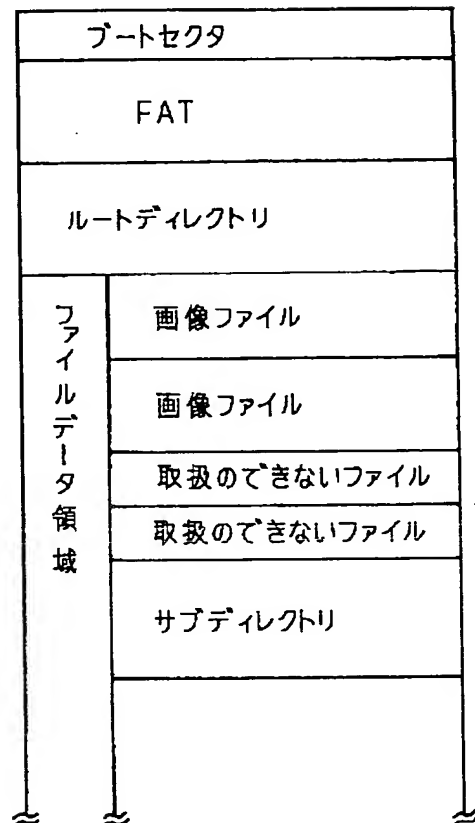 ブートセクタ
FAT
ルートディレクトリ
ファイルデータ領域
画像ファイル
画像ファイル
取扱のできないファイル
取扱のできないファイル
サブディレクトリ